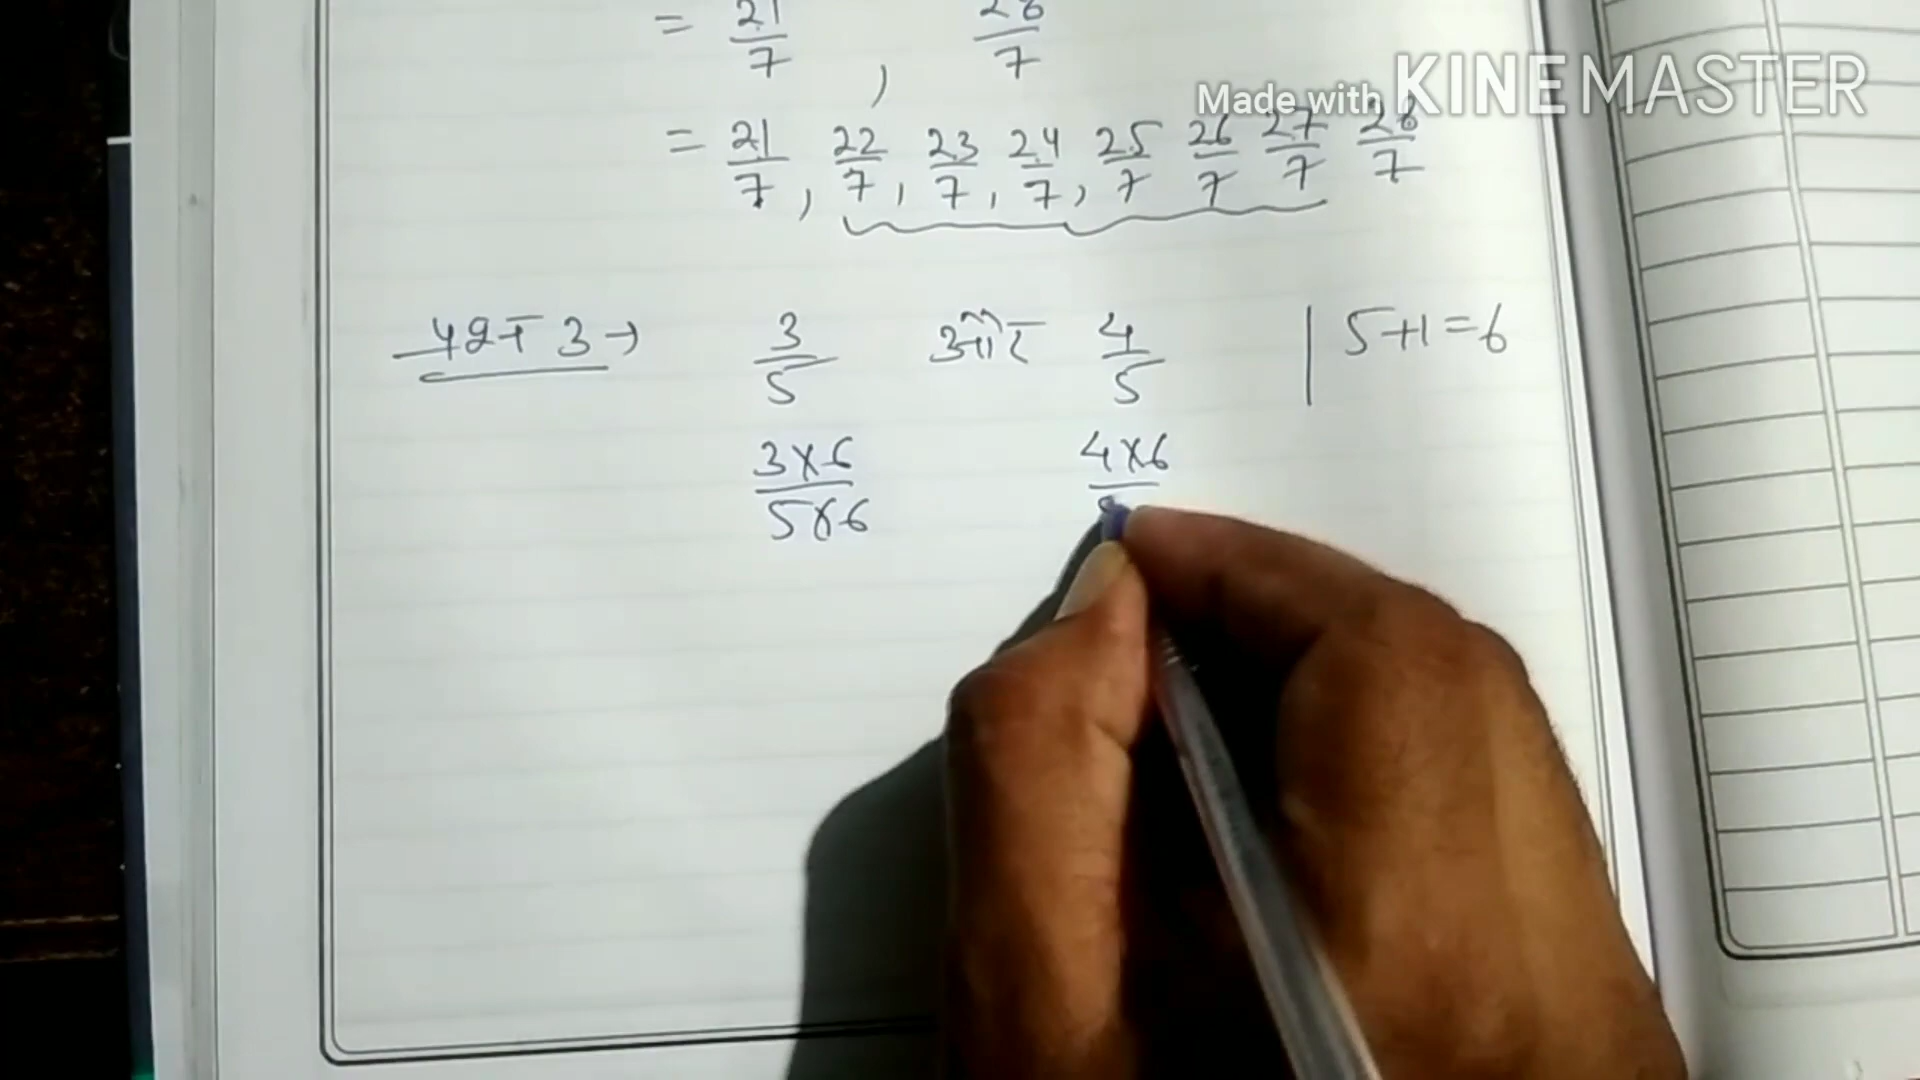 = 21/7 , 28/7
Made with KINEMASTER
= 21/7 , 22/7 , 23/7 , 24/7 , 25/7 26/7 27/7 28/7
प्रश्न 3 → 3/5 और 4/5 | 5+1=6
3×6/5×6 4×6/5